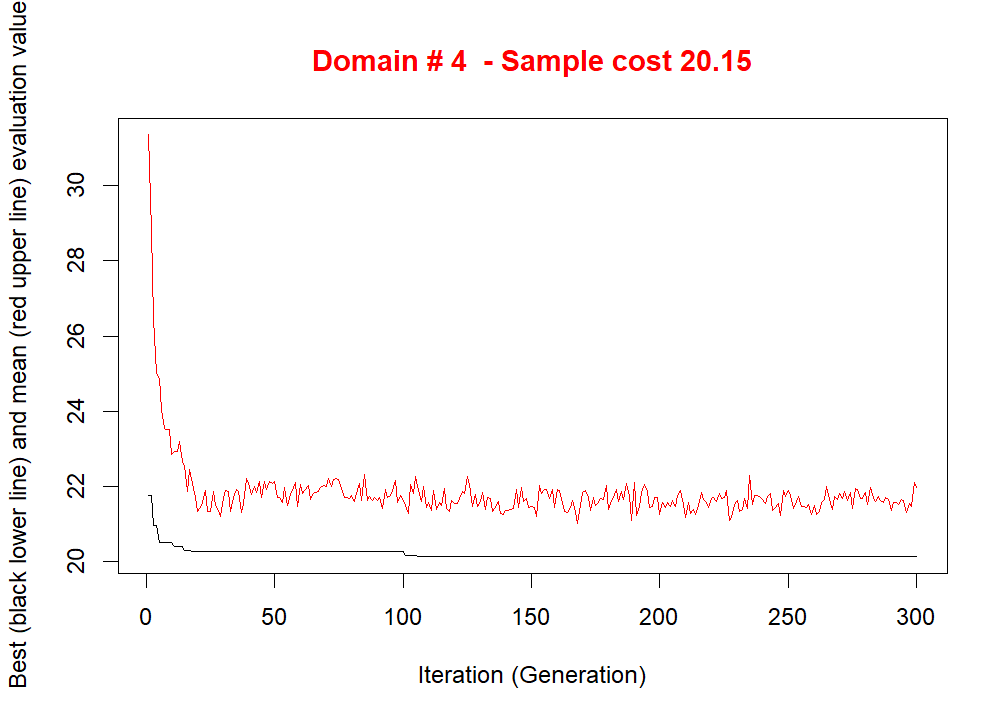 Domain # 4  - Sample cost 20.15
Best (black lower line) and mean (red upper line) evaluation value
30
28
26
24
22
20
0 50 100 150 200 250 300
Iteration (Generation)